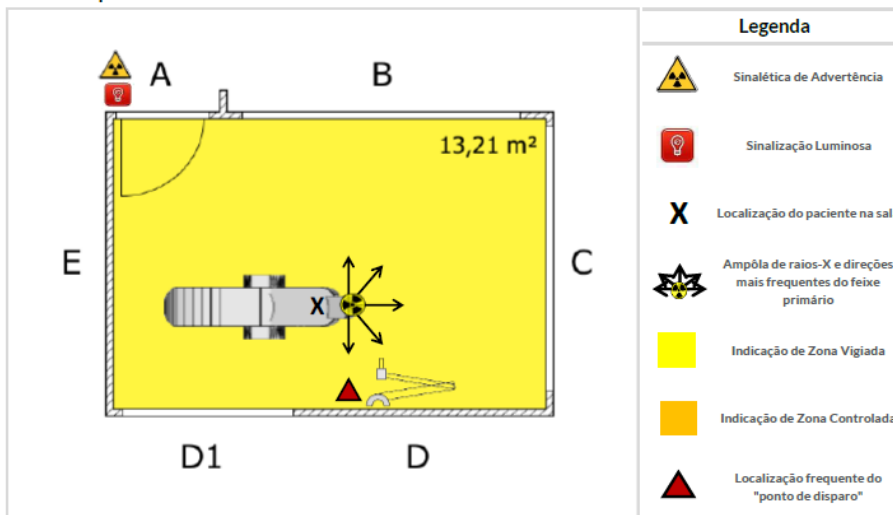 Legenda
A
B
Sinalética de Advertência
13,21 m²
Sinalização Luminosa
X
Localização do paciente na sal
E
C
X
Ampôla de raios-X e direções
mais frequentes do feixe
primário
Indicação de Zona Vigiada
Indicação de Zona Controlada
D1
D
Localização frequente do
"ponto de disparo"